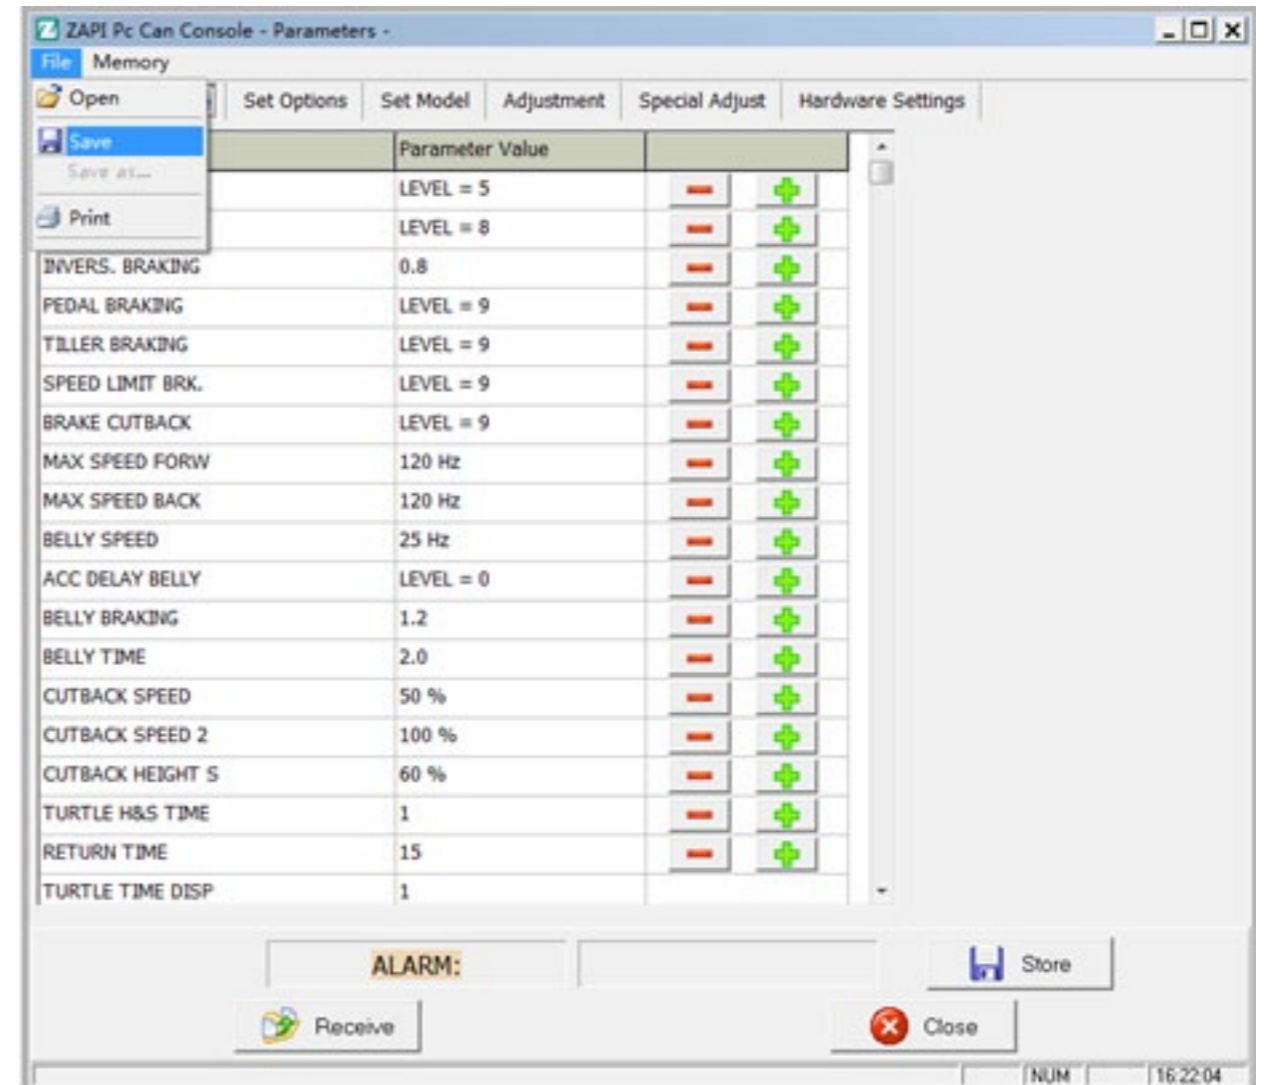 ZAPI Pc Can Console - Parameters -
File Memory
Open
Save
Save as...
Print
Set Options Set Model Adjustment Special Adjust Hardware Settings
Parameter Value
LEVEL = 5
LEVEL = 8
INVERS. BRAKING 0.8
PEDAL BRAKING LEVEL = 9
TILLER BRAKING LEVEL = 9
SPEED LIMIT BRK. LEVEL = 9
BRAKE CUTBACK LEVEL = 9
MAX SPEED FORW 120 Hz
MAX SPEED BACK 120 Hz
BELLY SPEED 25 Hz
ACC DELAY BELLY LEVEL = 0
BELLY BRAKING 1.2
BELLY TIME 2.0
CUTBACK SPEED 50 %
CUTBACK SPEED 2 100 %
CUTBACK HEIGHT S 60 %
TURTLE H&S TIME 1
RETURN TIME 15
TURTLE TIME DISP 1
ALARM:
Store
Receive
Close
NUM 16:22:04